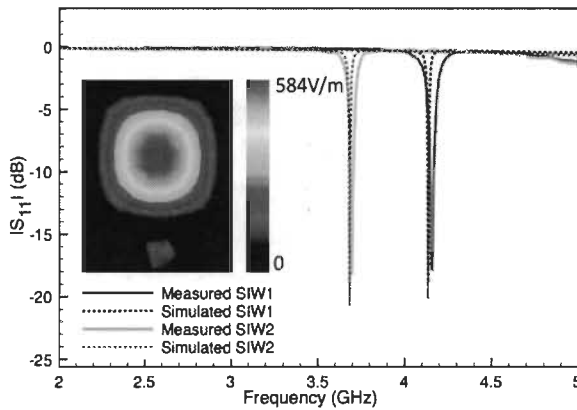 0
584V/m
-5
-10
|S11| (dB)
-15
0
Measured SIW1
Simulated SIW1
-20
Measured SIW2
Simulated SIW2
-25
2 2.5 3 3.5 4 4.5 5
Frequency (GHz)